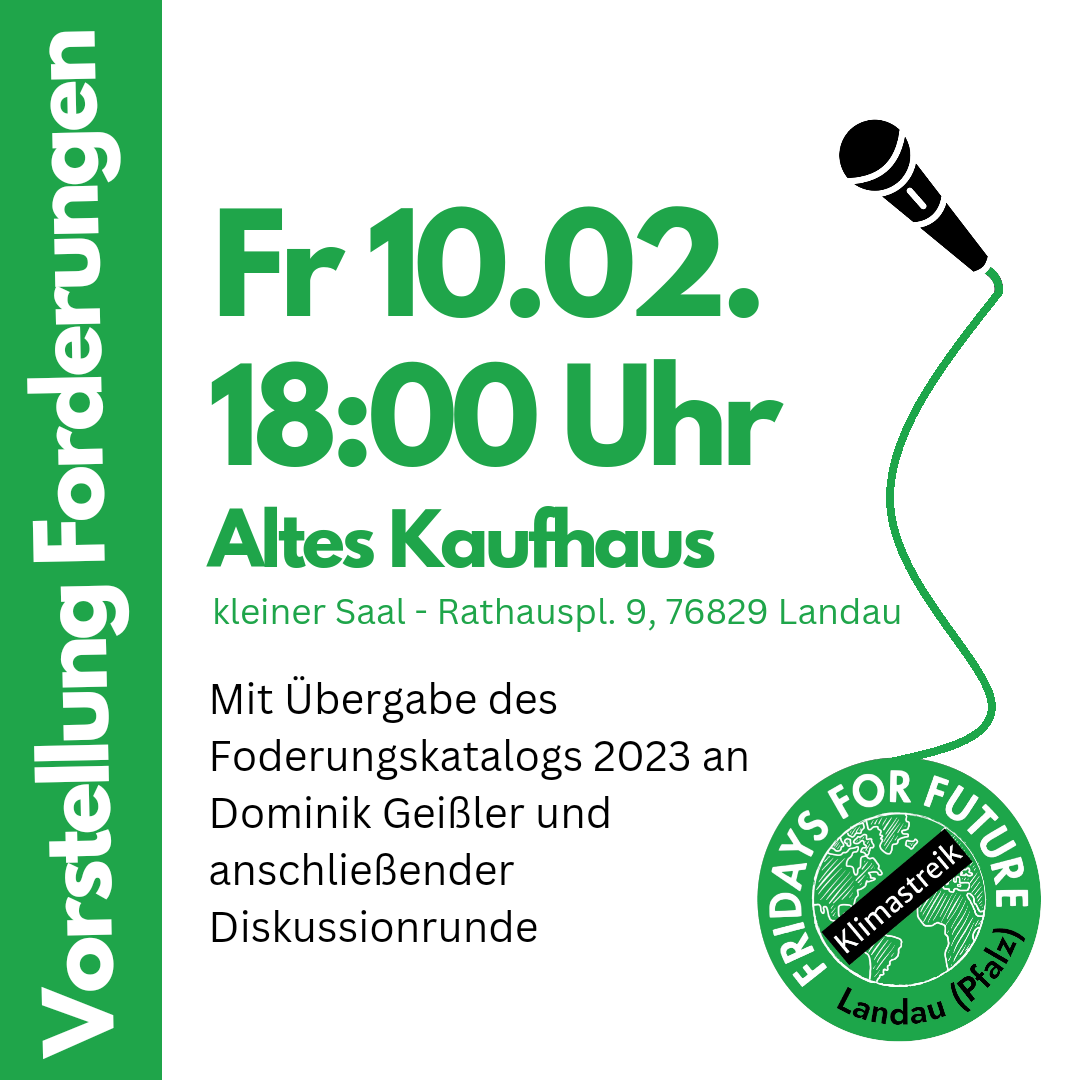 Vorstellung Forderungen
Fr 10.02.
18:00 Uhr
Altes Kaufhaus
kleiner Saal - Rathauspl. 9, 76829 Landau
Mit Übergabe des
Foderungskatalogs 2023 an
Dominik Geißler und
anschließender
Diskussionrunde
FRIDAYS FOR FUTURE
Klimastreik
Landau (Pfalz)